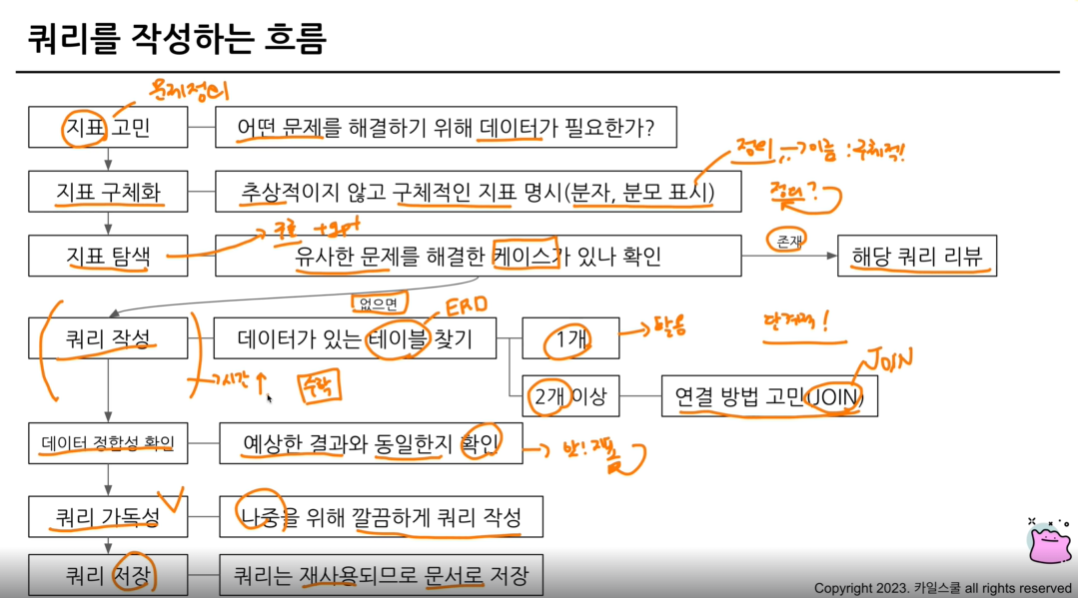 쿼리를 작성하는 흐름
문제정의
지표 고민
어떤 문제를 해결하기 위해 데이터가 필요한가?
정의 → 이름 : 구체적!
지표 구체화
추상적이지 않고 구체적인 지표 명시(분자, 분모 표시)
정의?
지표 탐색
유사한 문제를 해결한 케이스가 있나 확인
존재
해당 쿼리 리뷰
없으면
ERD
쿼리 작성
데이터가 있는 테이블 찾기
1개
단계적!
→ 시간 ↑
2개 이상
연결 방법 고민(JOIN)
JOIN
데이터 정합성 확인
예상한 결과와 동일한지 확인
쿼리 가독성
나중을 위해 깔끔하게 쿼리 작성
쿼리 저장
쿼리는 재사용되므로 문서로 저장
Copyright 2023. 카일스쿨 all rights reserved